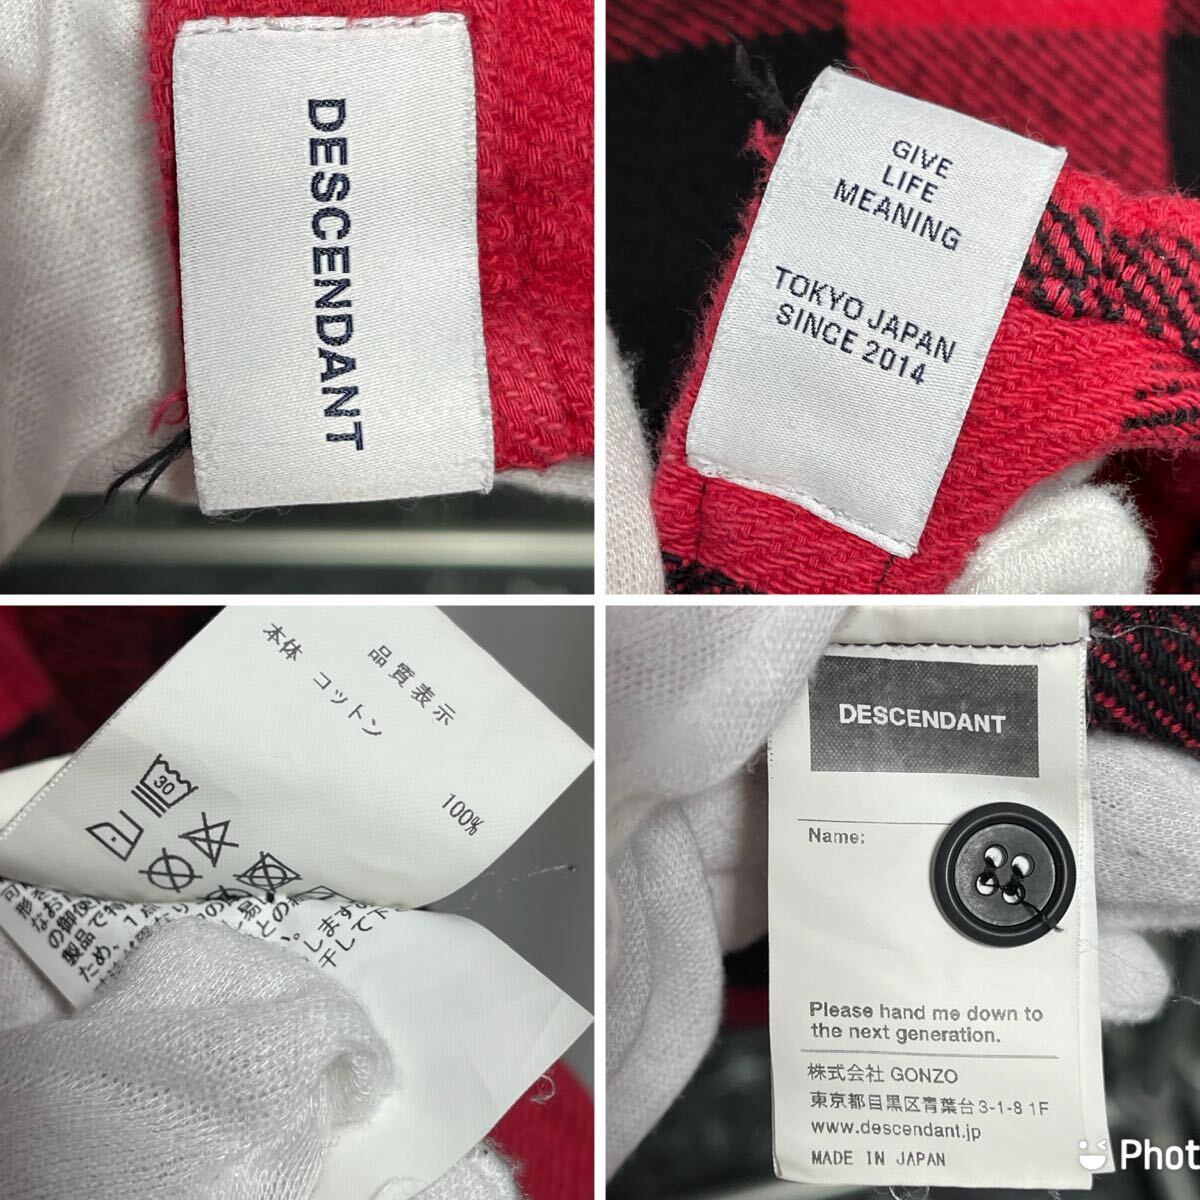 DESCENDANT
GIVE
LIFE
MEANING
TOKYO JAPAN
SINCE 2014
品質表示
本体 コットン
100%
30
DESCENDANT
Name:
Please hand me down to
the next generation.
株式会社 GONZO
東京都目黒区青葉台3-1-8 1F
www.descendant.jp
MADE IN JAPAN
Phot